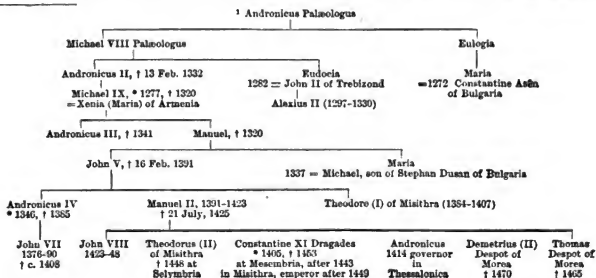 ¹ Andronicus Palæologus
Michael VIII Palæologus Eulogia
Andronicus II, † 13 Feb. 1332 Eudocia Maria
1282 = John II of Trebizond =1272 Constantine Asên
Michael IX, * 1277, † 1320 of Bulgaria
= Xenia (Maria) of Armenia Alexius II (1297-1330)
Andronicus III, † 1341 Manuel, † 1320
John V, † 16 Feb. 1391 Maria
1337 = Michael, son of Stephan Dusan of Bulgaria
Andronicus IV Manuel II, 1391-1423 Theodore (I) of Misithra (1384-1407)
* 1346, † 1385 † 21 July, 1425
John VII John VIII Theodorus (II) Constantine XI Dragades Andronicus Demetrius (II) Thomas
1376-90 1423-48 of Misithra * 1405, † 1453 1414 governor Despot of Despot of
† c. 1408 † 1448 at at Mesembria, after 1443 in Morea Morea
Selymbria in Misithra, emperor after 1449 Thessalonica † 1470 † 1465